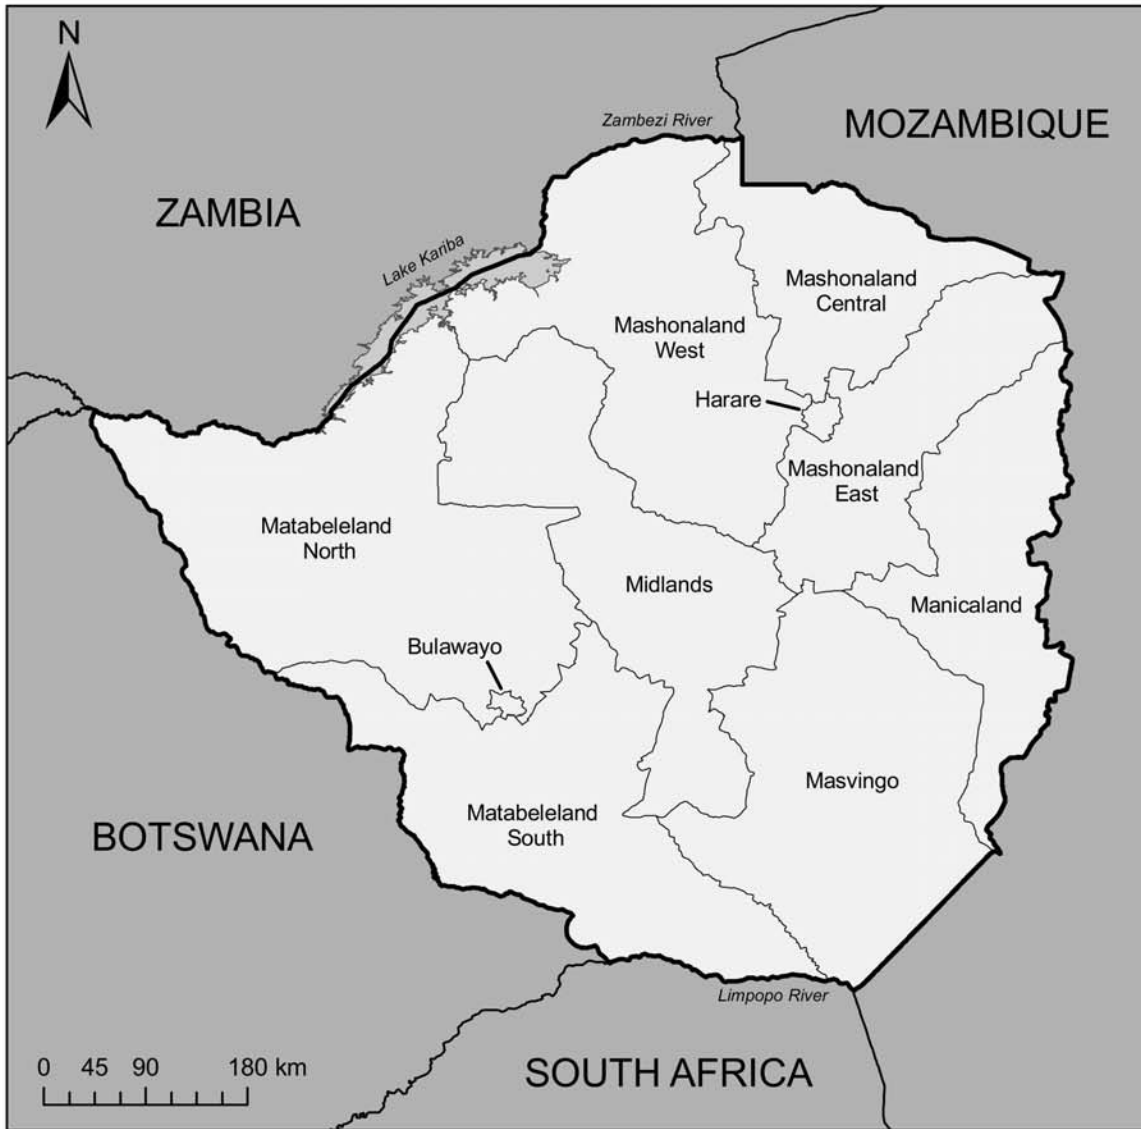 N
Zambezi River
MOZAMBIQUE
ZAMBIA
Lake Kariba
Mashonaland
Central
Mashonaland
West
Harare
Mashonaland
East
Matabeleland
North
Midlands
Manicaland
Bulawayo
Masvingo
Matabeleland
South
BOTSWANA
Limpopo River
SOUTH AFRICA
0 45 90 180 km